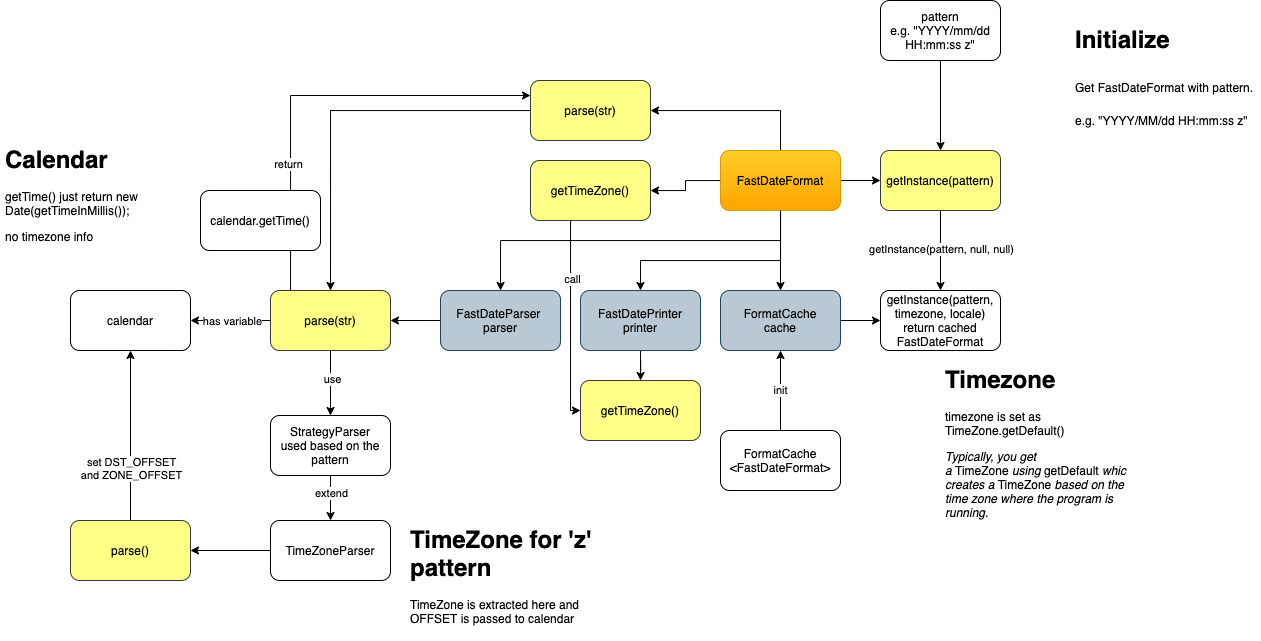 pattern
e.g. "YYYY/mm/dd
HH:mm:ss z"
Initialize
Get FastDateFormat with pattern.
e.g. "YYYY/MM/dd HH:mm:ss z"
parse(str)
Calendar
return
getTimeZone()
FastDateFormat
getInstance(pattern)
getTime() just return new
Date(getTimeInMillis());
no timezone info
calendar.getTime()
getInstance(pattern, null, null)
call
calendar
has variable
parse(str)
FastDateParser
parser
FastDatePrinter
printer
FormatCache
cache
getInstance(pattern,
timezone, locale)
return cached
FastDateFormat
use
init
Timezone
timezone is set as
TimeZone.getDefault()
getTimeZone()
StrategyParser
used based on the
pattern
FormatCache
<FastDateFormat>
Typically, you get
a TimeZone using getDefault whic
creates a TimeZone based on the
time zone where the program is
running.
set DST_OFFSET
and ZONE_OFFSET
extend
parse()
TimeZoneParser
TimeZone for 'z'
pattern
TimeZone is extracted here and
OFFSET is passed to calendar